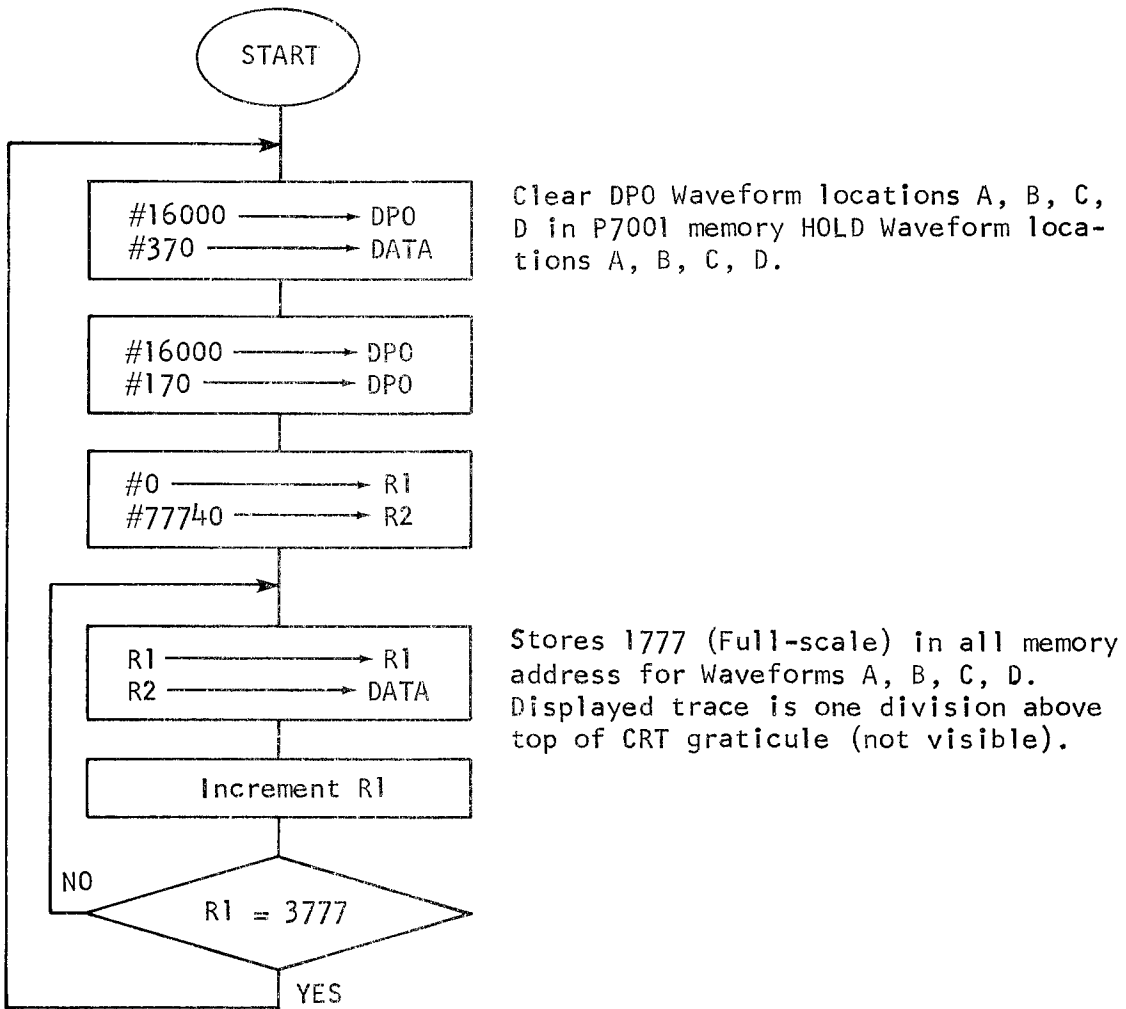 START
#16000 → DPO
#370 → DATA
Clear DPO Waveform locations A, B, C,
D in P7001 memory HOLD Waveform loca-
tions A, B, C, D.
#16000 → DPO
#170 → DPO
#0 → R1
#77740 → R2
R1 → R1
R2 → DATA
Stores 1777 (Full-scale) in all memory
address for Waveforms A, B, C, D.
Displayed trace is one division above
top of CRT graticule (not visible).
Increment R1
NO
R1 = 3777
YES